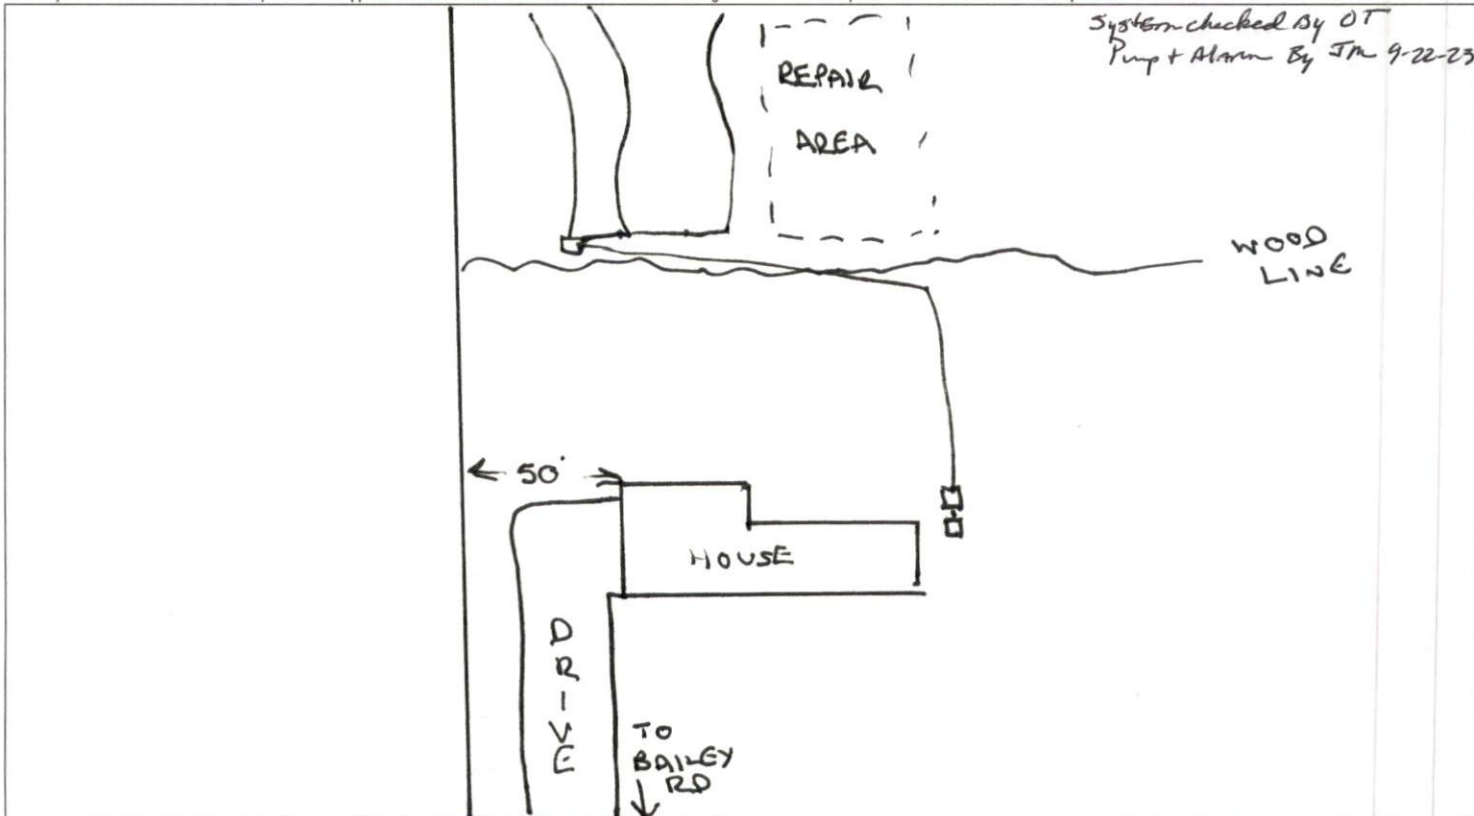 System checked By OT
Pump + Alarm By JM 9-22-23
REPAIR
AREA
WOOD
LINE
50'
HOUSE
DRIVE
TO
BAILEY
RD